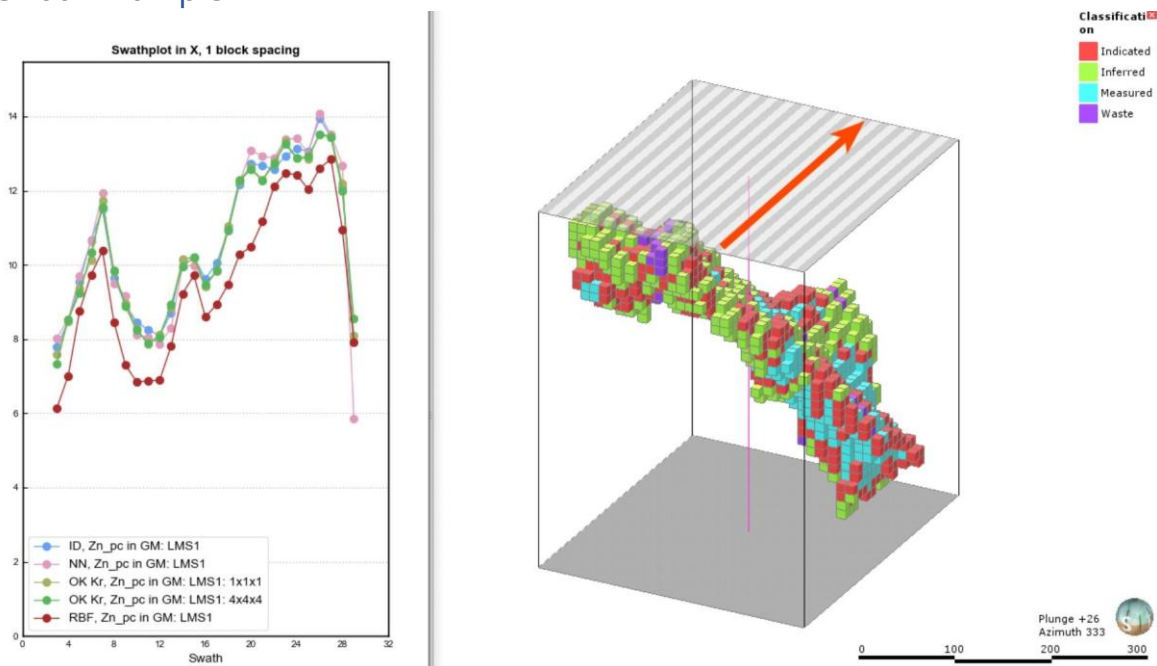 Swathplot in X, 1 block spacing
14
12
10
8
6
4
2
0
0 4 8 12 16 20 24 28 32
Swath
ID, Zn_pc in GM: LMS1
NN, Zn_pc in GM: LMS1
OK Kr, Zn_pc in GM: LMS1: 1x1x1
OK Kr, Zn_pc in GM: LMS1: 4x4x4
RBF, Zn_pc in GM: LMS1
Classificati
on
Indicated
Inferred
Measured
Waste
Plunge +26
Azimuth 333
S
0 100 200 300